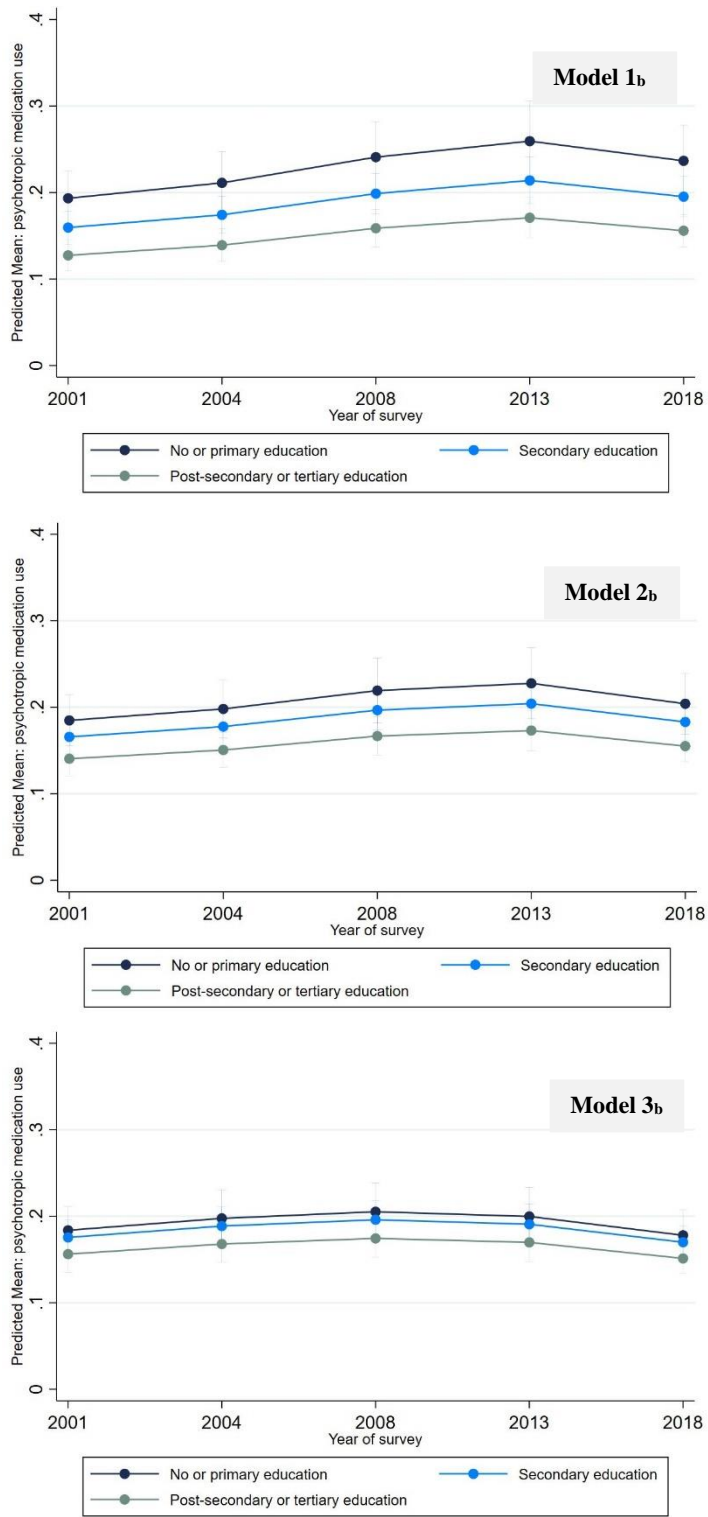 .4
Model 1b
.3
.2
.1
0
Predicted Mean: psychotropic medication use
2001 2004 2008 2013 2018
Year of survey
No or primary education Secondary education
Post-secondary or tertiary education
.4
Model 2b
.3
.2
.1
0
Predicted Mean: psychotropic medication use
2001 2004 2008 2013 2018
Year of survey
No or primary education Secondary education
Post-secondary or tertiary education
.4
Model 3b
.3
.2
.1
0
Predicted Mean: psychotropic medication use
2001 2004 2008 2013 2018
Year of survey
No or primary education Secondary education
Post-secondary or tertiary education